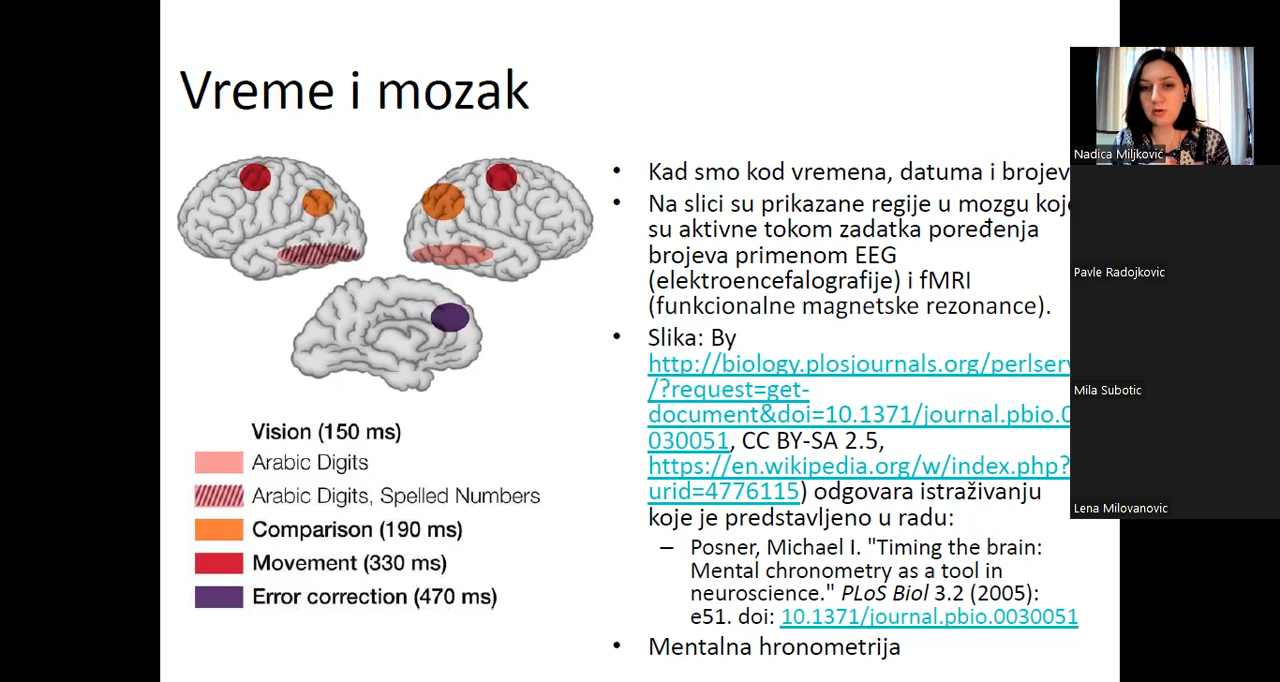 Vreme i mozak
Vision (150 ms)
Arabic Digits
Arabic Digits, Spelled Numbers
Comparison (190 ms)
Movement (330 ms)
Error correction (470 ms)
• Kad smo kod vremena, datuma i brojev
• Na slici su prikazane regije u mozgu koje
su aktivne tokom zadatka poređenja
brojeva primenom EEG
(elektroencefalografije) i fMRI
(funkcionalne magnetske rezonance).
• Slika: By
http://biology.plosjournals.org/perlserv
/?request=get-
document&doi=10.1371/journal.pbio.0
030051, CC BY-SA 2.5,
https://en.wikipedia.org/w/index.php?
urid=4776115) odgovara istraživanju
koje je predstavljeno u radu:
– Posner, Michael I. "Timing the brain:
Mental chronometry as a tool in
neuroscience." PLoS Biol 3.2 (2005):
e51. doi: 10.1371/journal.pbio.0030051
• Mentalna hronometrija
Nadica Miljković
Pavle Radojkovic
Mila Subotic
Lena Milovanovic